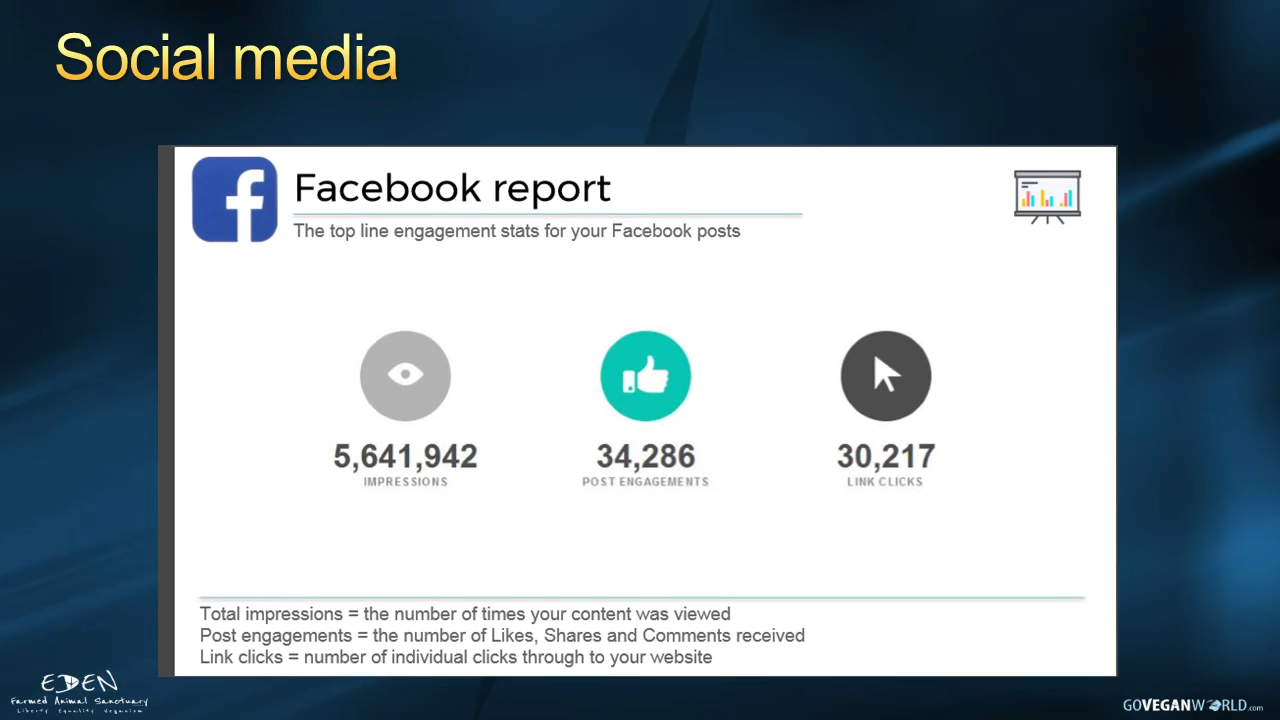 Social media
Facebook report
The top line engagement stats for your Facebook posts
5,641,942
IMPRESSIONS
34,286
POST ENGAGEMENTS
30,217
LINK CLICKS
Total impressions = the number of times your content was viewed
Post engagements = the number of Likes, Shares and Comments received
Link clicks = number of individual clicks through to your website
EDEN
Farmed Animal Sanctuary
Liberty Equality Veganism
GOVEGANWORLD.com